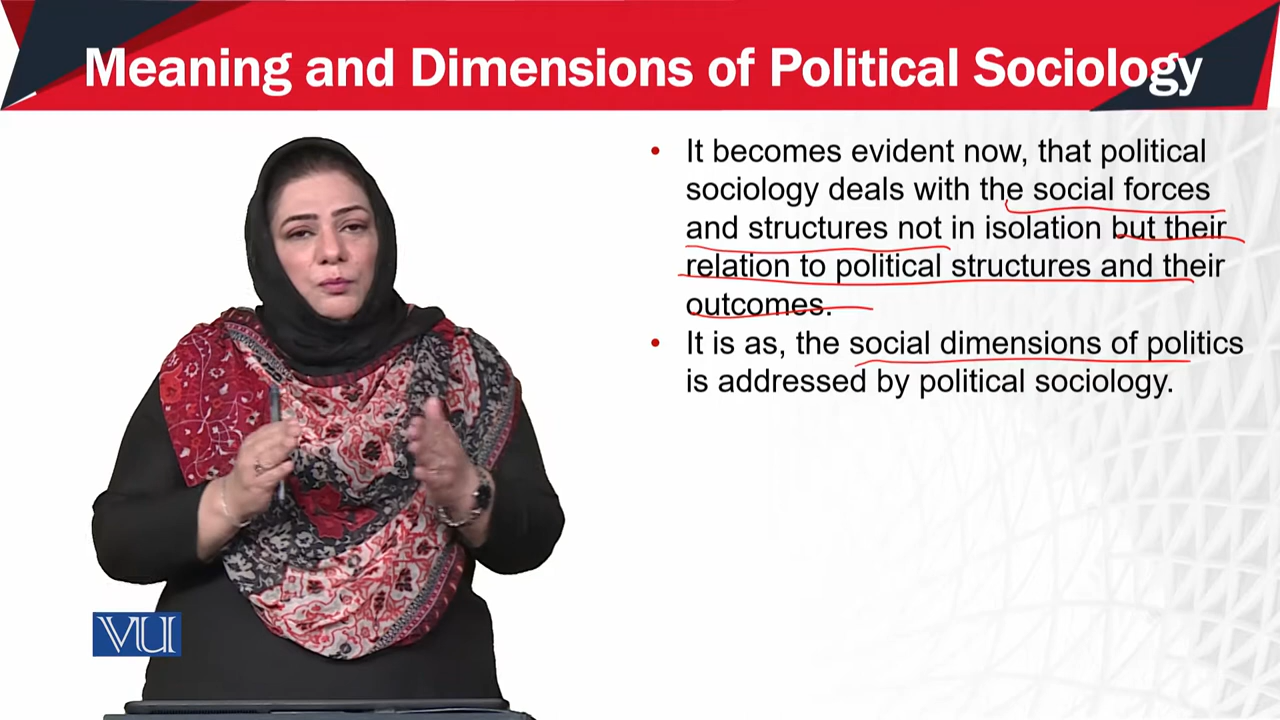 Meaning and Dimensions of Political Sociology
• It becomes evident now, that political
sociology deals with the social forces
and structures not in isolation but their
relation to political structures and their
outcomes.
• It is as, the social dimensions of politics
is addressed by political sociology.
VU